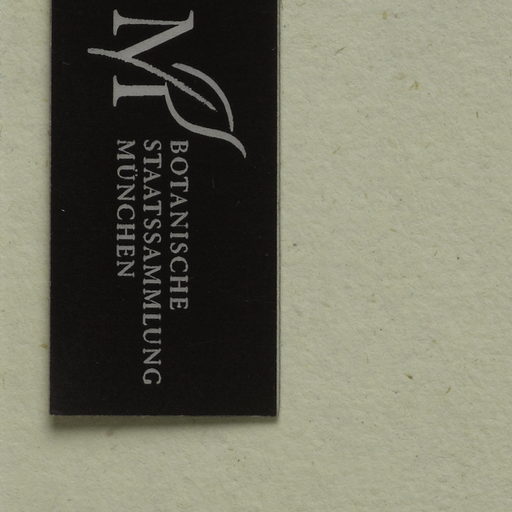 M
BOTANISCHE
STAATSSAMMLUNG
MÜNCHEN